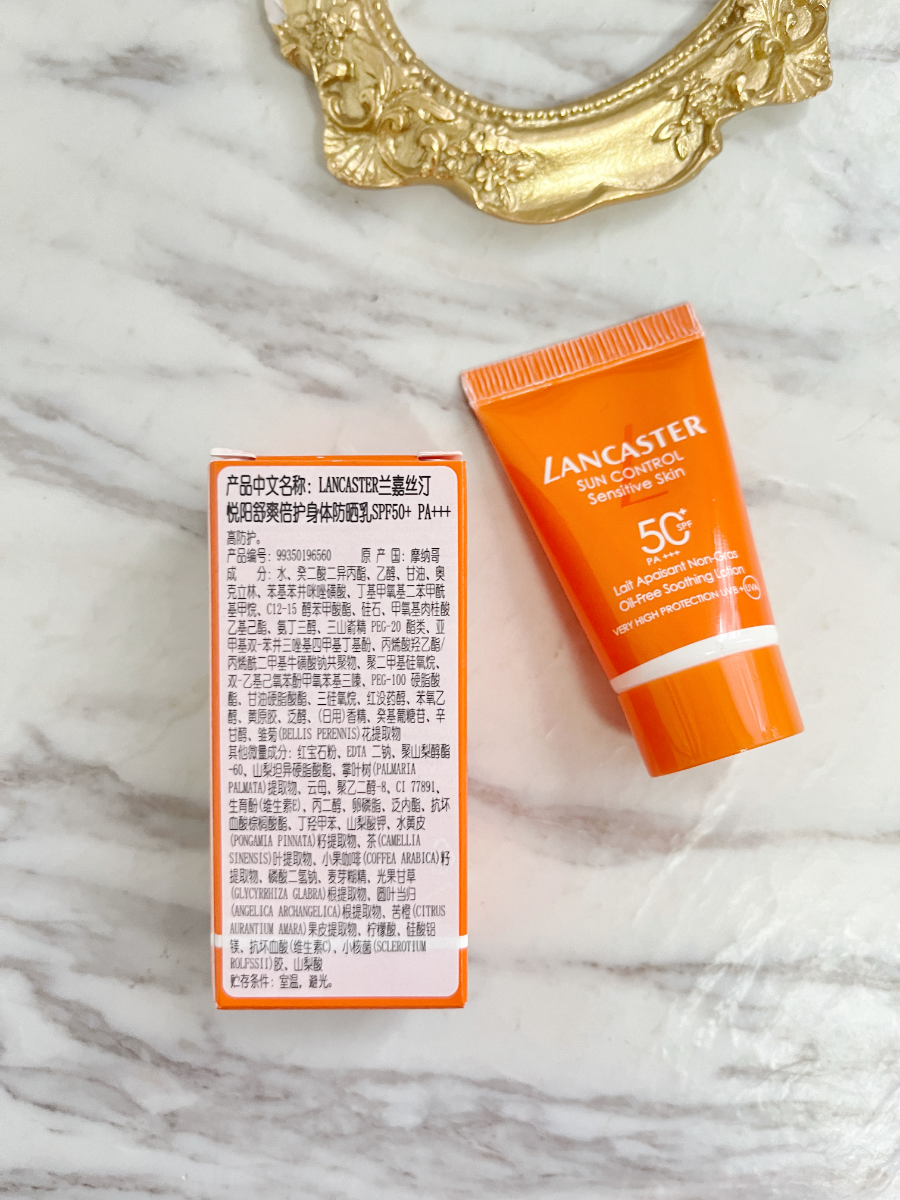 产品中文名称: LANCASTER兰嘉丝汀
悦阳舒爽倍护身体防晒乳SPF50+ PA+++
高防护。
产品编号: 99350196560 原 产 国: 摩纳哥
成 分: 水、癸二酸二异丙酯、乙醇、甘油、奥
克立林、苯基苯并咪唑磺酸、丁基甲氧基二苯甲酰
基甲烷、C12-15 醇苯甲酸酯、硅石、甲氧基肉桂酸
乙基己酯、氨丁三醇、三山嵛精 PEG-20 酯类、亚
甲基双-苯并三唑基四甲基丁基酚、丙烯酸羟乙酯/
丙烯酰二甲基牛磺酸钠共聚物、聚二甲基硅氧烷、
双-乙基己氧苯酚甲氧苯基三嗪、PEG-100 硬脂酸
酯、甘油硬脂酸酯、三硅氧烷、红没药醇、苯氧乙
醇、黄原胶、泛醇、(日用)香精、癸基葡糖苷、辛
甘醇、雏菊(BELLIS PERENNIS)花提取物
其他微量成分: 红宝石粉、EDTA 二钠、聚山梨醇酯
-60、山梨坦异硬脂酸酯、掌叶树(PALMARIA
PALMATA)提取物、云母、聚乙二醇-8、CI 77891、
生育酚(维生素E)、丙二醇、卵磷脂、泛内酯、抗坏
血酸棕榈酸酯、丁羟甲苯、山梨酸钾、水黄皮
(PONGAMIA PINNATA)籽提取物、茶(CAMELLIA
SINENSIS)叶提取物、小果咖啡(COFFEA ARABICA)籽
提取物、磷酸二氢钠、麦芽糊精、光果甘草
(GLYCYRRHIZA GLABRA)根提取物、圆叶当归
(ANGELICA ARCHANGELICA)根提取物、苦橙(CITRUS
AURANTIUM AMARA)果皮提取物、柠檬酸、硅酸铝
镁、抗坏血酸(维生素C)、小核菌(SCLEROTIUM
ROLFSSII)胶、山梨酸
贮存条件: 室温, 避光。
LANCASTER
SUN CONTROL
Sensitive Skin
50+ SPF
PA +++
Lait Apaisant Non-Gras
Oil-Free Soothing Lotion
VERY HIGH PROTECTION UVB + UVA